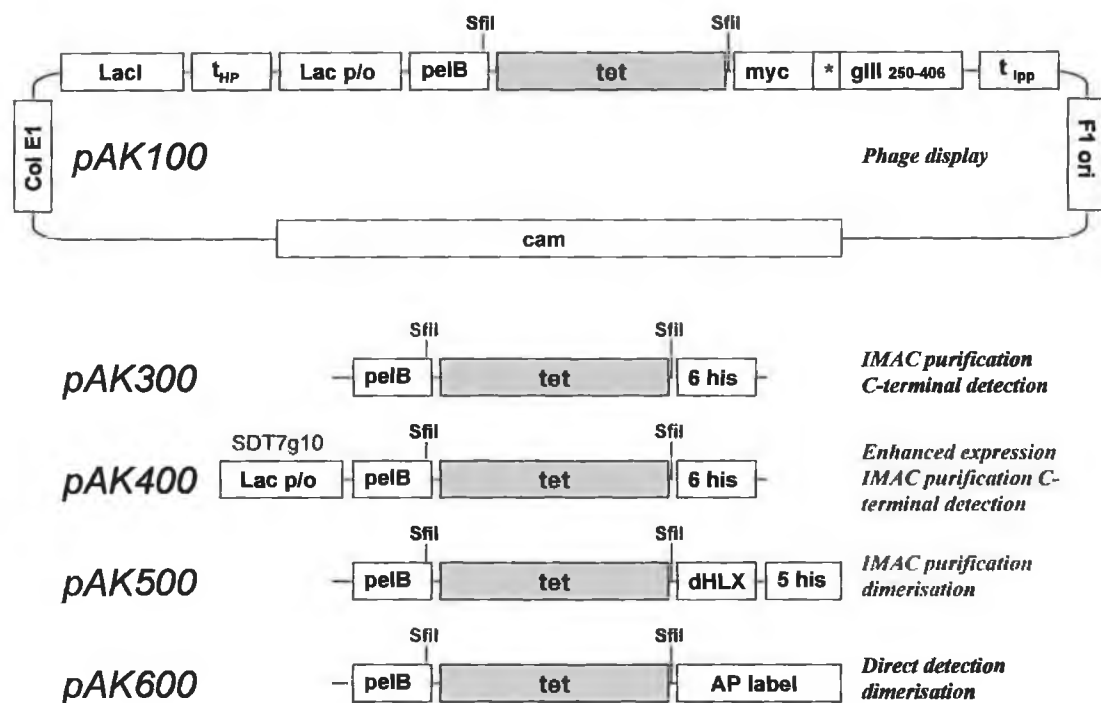 SfiI SfiI
LacI t HP Lac p/o pelB tet myc * gIII 250-406 t lpp
Col E1 pAK100 Phage display F1 ori
cam
SfiI SfiI
pAK300 pelB tet 6 his IMAC purification
C-terminal detection
SDT7g10 SfiI SfiI
pAK400 Lac p/o pelB tet 6 his Enhanced expression
IMAC purification C-
terminal detection
SfiI SfiI
pAK500 pelB tet dHLX 5 his IMAC purification
dimerisation
SfiI SfiI
pAK600 pelB tet AP label Direct detection
dimerisation